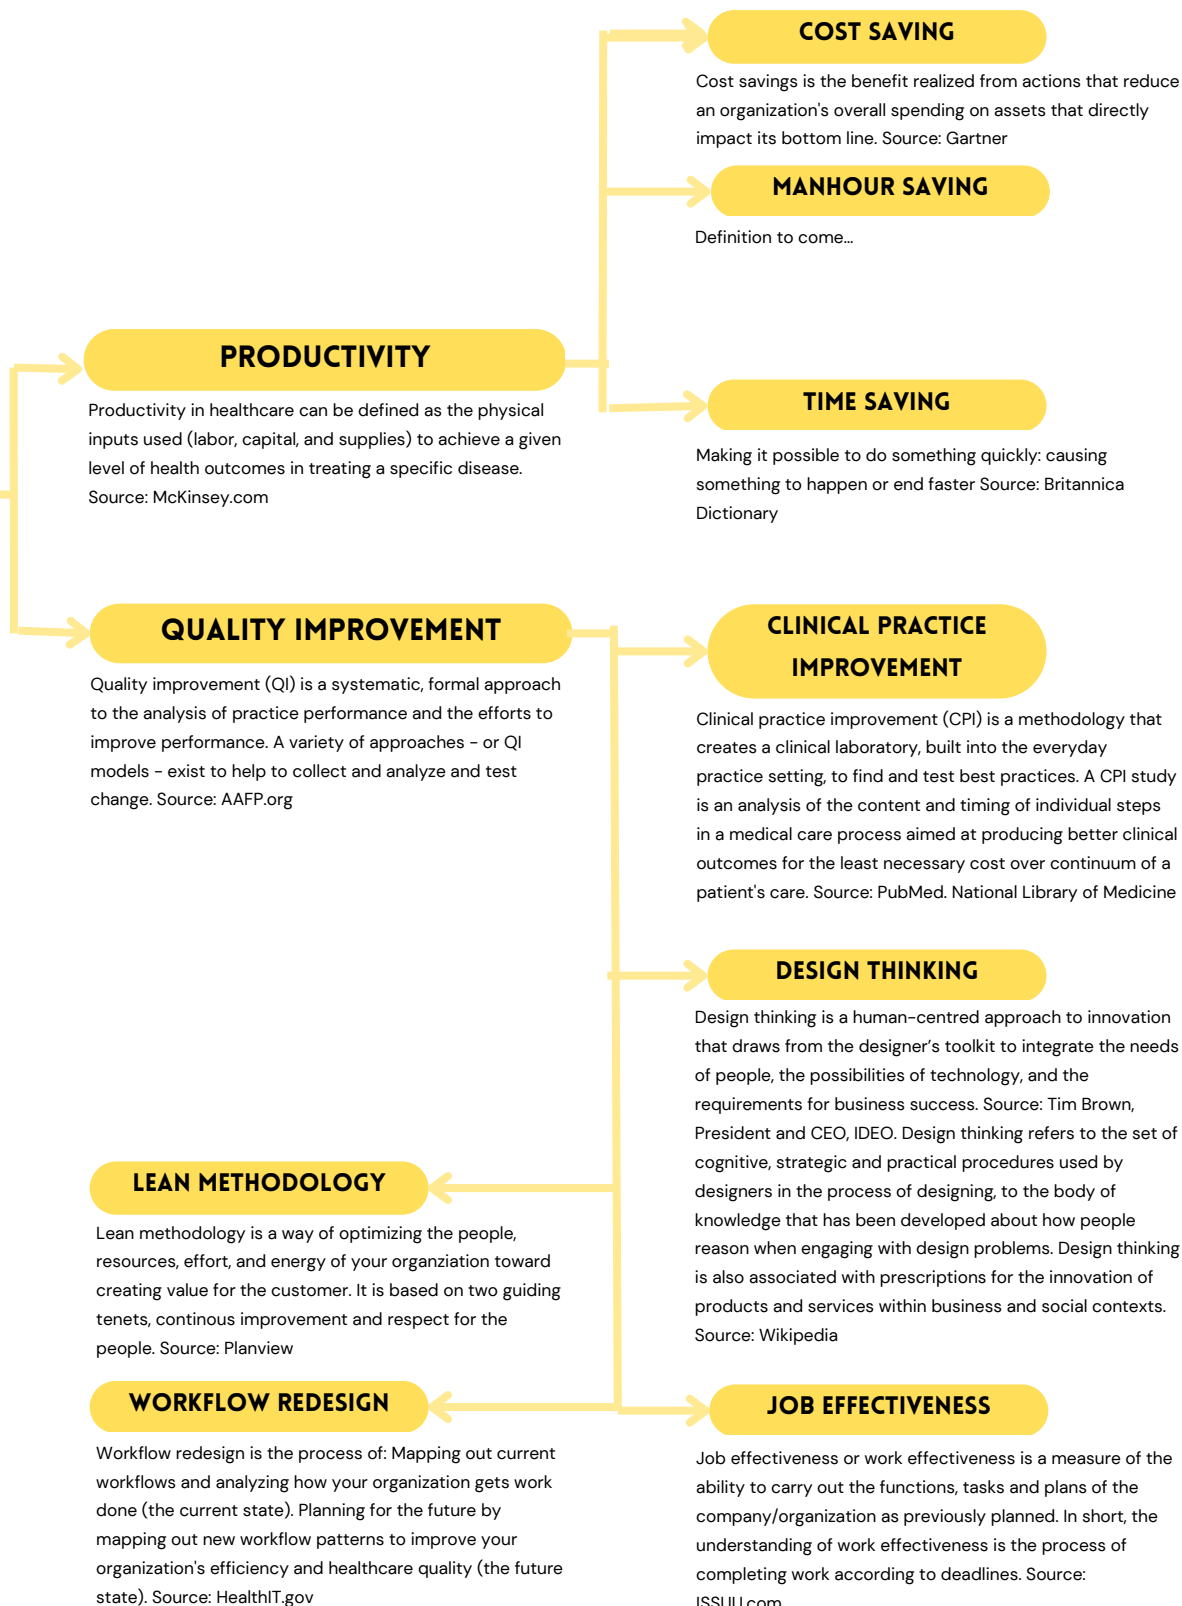 COST SAVING
Cost savings is the benefit realized from actions that reduce
an organization's overall spending on assets that directly
impact its bottom line. Source: Gartner
MANHOUR SAVING
Definition to come...
PRODUCTIVITY
Productivity in healthcare can be defined as the physical
inputs used (labor, capital, and supplies) to achieve a given
level of health outcomes in treating a specific disease.
Source: McKinsey.com
TIME SAVING
Making it possible to do something quickly: causing
something to happen or end faster Source: Britannica
Dictionary
QUALITY IMPROVEMENT
Quality improvement (QI) is a systematic, formal approach
to the analysis of practice performance and the efforts to
improve performance. A variety of approaches – or QI
models – exist to help to collect and analyze and test
change. Source: AAFP.org
CLINICAL PRACTICE
IMPROVEMENT
Clinical practice improvement (CPI) is a methodology that
creates a clinical laboratory, built into the everyday
practice setting, to find and test best practices. A CPI study
is an analysis of the content and timing of individual steps
in a medical care process aimed at producing better clinical
outcomes for the least necessary cost over continuum of a
patient's care. Source: PubMed. National Library of Medicine
DESIGN THINKING
Design thinking is a human-centred approach to innovation
that draws from the designer’s toolkit to integrate the needs
of people, the possibilities of technology, and the
requirements for business success. Source: Tim Brown,
President and CEO, IDEO. Design thinking refers to the set of
cognitive, strategic and practical procedures used by
designers in the process of designing, to the body of
knowledge that has been developed about how people
reason when engaging with design problems. Design thinking
is also associated with prescriptions for the innovation of
products and services within business and social contexts.
Source: Wikipedia
LEAN METHODOLOGY
Lean methodology is a way of optimizing the people,
resources, effort, and energy of your organziation toward
creating value for the customer. It is based on two guiding
tenets, continous improvement and respect for the
people. Source: Planview
WORKFLOW REDESIGN
Workflow redesign is the process of: Mapping out current
workflows and analyzing how your organization gets work
done (the current state). Planning for the future by
mapping out new workflow patterns to improve your
organization's efficiency and healthcare quality (the future
state). Source: HealthIT.gov
JOB EFFECTIVENESS
Job effectiveness or work effectiveness is a measure of the
ability to carry out the functions, tasks and plans of the
company/organization as previously planned. In short, the
understanding of work effectiveness is the process of
completing work according to deadlines. Source:
ISSUU.com